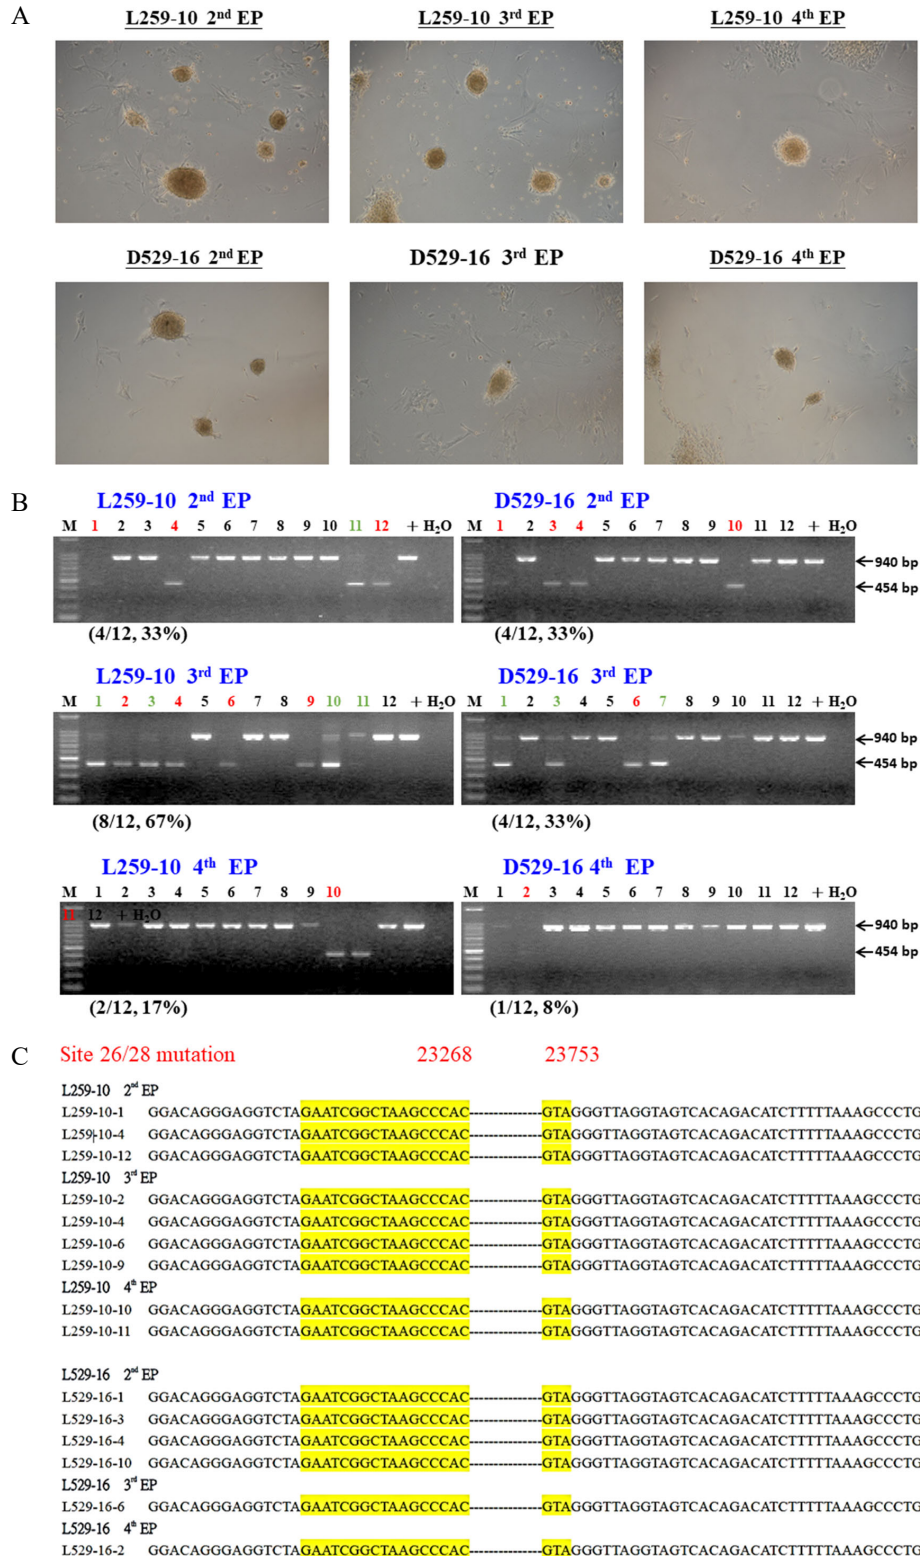 A
L259-10 2nd EP L259-10 3rd EP L259-10 4th EP
D529-16 2nd EP D529-16 3rd EP D529-16 4th EP
B
L259-10 2nd EP D529-16 2nd EP
M 1 2 3 4 5 6 7 8 9 10 11 12 + H2O M 1 2 3 4 5 6 7 8 9 10 11 12 + H2O
940 bp
454 bp
(4/12, 33%) (4/12, 33%)
L259-10 3rd EP D529-16 3rd EP
M 1 2 3 4 5 6 7 8 9 10 11 12 + H2O M 1 2 3 4 5 6 7 8 9 10 11 12 + H2O
940 bp
454 bp
(8/12, 67%) (4/12, 33%)
L259-10 4th EP D529-16 4th EP
M 1 2 3 4 5 6 7 8 9 10 M 1 2 3 4 5 6 7 8 9 10 11 12 + H2O
11 12 + H2O
940 bp
454 bp
(2/12, 17%) (1/12, 8%)
C Site 26/28 mutation 23268 23753
L259-10 2nd EP
L259-10-1 GGACAGGGAGGTCTAGAATCGGCTAAGCCCAC--------------GTAGGGTTAGGTAGTCACAGACATCTTTTTAAAGCCCTG
L259-10-4 GGACAGGGAGGTCTAGAATCGGCTAAGCCCAC--------------GTAGGGTTAGGTAGTCACAGACATCTTTTTAAAGCCCTG
L259-10-12 GGACAGGGAGGTCTAGAATCGGCTAAGCCCAC--------------GTAGGGTTAGGTAGTCACAGACATCTTTTTAAAGCCCTG
L259-10 3rd EP
L259-10-2 GGACAGGGAGGTCTAGAATCGGCTAAGCCCAC--------------GTAGGGTTAGGTAGTCACAGACATCTTTTTAAAGCCCTG
L259-10-4 GGACAGGGAGGTCTAGAATCGGCTAAGCCCAC--------------GTAGGGTTAGGTAGTCACAGACATCTTTTTAAAGCCCTG
L259-10-6 GGACAGGGAGGTCTAGAATCGGCTAAGCCCAC--------------GTAGGGTTAGGTAGTCACAGACATCTTTTTAAAGCCCTG
L259-10-9 GGACAGGGAGGTCTAGAATCGGCTAAGCCCAC--------------GTAGGGTTAGGTAGTCACAGACATCTTTTTAAAGCCCTG
L259-10 4th EP
L259-10-10 GGACAGGGAGGTCTAGAATCGGCTAAGCCCAC--------------GTAGGGTTAGGTAGTCACAGACATCTTTTTAAAGCCCTG
L259-10-11 GGACAGGGAGGTCTAGAATCGGCTAAGCCCAC--------------GTAGGGTTAGGTAGTCACAGACATCTTTTTAAAGCCCTG
L529-16 2nd EP
L529-16-1 GGACAGGGAGGTCTAGAATCGGCTAAGCCCAC--------------GTAGGGTTAGGTAGTCACAGACATCTTTTTAAAGCCCTG
L529-16-3 GGACAGGGAGGTCTAGAATCGGCTAAGCCCAC--------------GTAGGGTTAGGTAGTCACAGACATCTTTTTAAAGCCCTG
L529-16-4 GGACAGGGAGGTCTAGAATCGGCTAAGCCCAC--------------GTAGGGTTAGGTAGTCACAGACATCTTTTTAAAGCCCTG
L529-16-10 GGACAGGGAGGTCTAGAATCGGCTAAGCCCAC--------------GTAGGGTTAGGTAGTCACAGACATCTTTTTAAAGCCCTG
L529-16 3rd EP
L529-16-6 GGACAGGGAGGTCTAGAATCGGCTAAGCCCAC--------------GTAGGGTTAGGTAGTCACAGACATCTTTTTAAAGCCCTG
L529-16 4th EP
L529-16-2 GGACAGGGAGGTCTAGAATCGGCTAAGCCCAC--------------GTAGGGTTAGGTAGTCACAGACATCTTTTTAAAGCCCTG